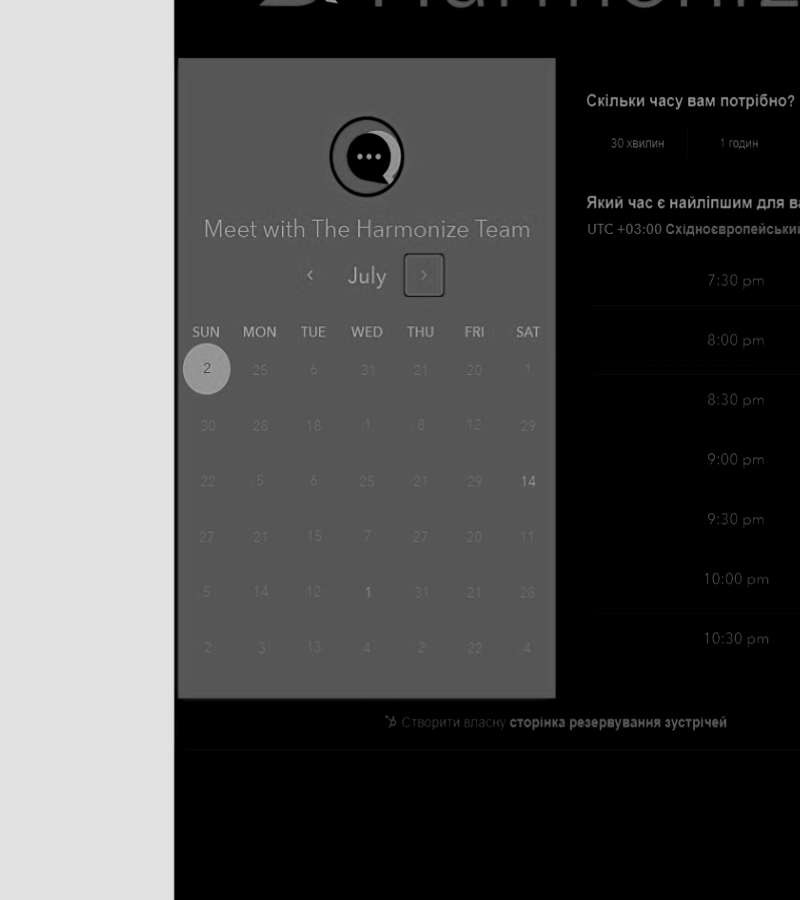 Harmoniz
Meet with The Harmonize Team
‹ July ›
SUN MON TUE WED THU FRI SAT
2 25 6 31 21 20 1
30 28 18 1 8 12 29
22 5 6 25 21 29 14
27 21 15 7 27 20 11
5 14 12 1 31 21 28
2 3 13 4 2 22 4
Скільки часу вам потрібно?
30 хвилин 1 годин
Який час є найліпшим для ва
UTC +03:00 Східноєвропейський
7:30 pm
8:00 pm
8:30 pm
9:00 pm
9:30 pm
10:00 pm
10:30 pm
Створити власну сторінка резервування зустрічей